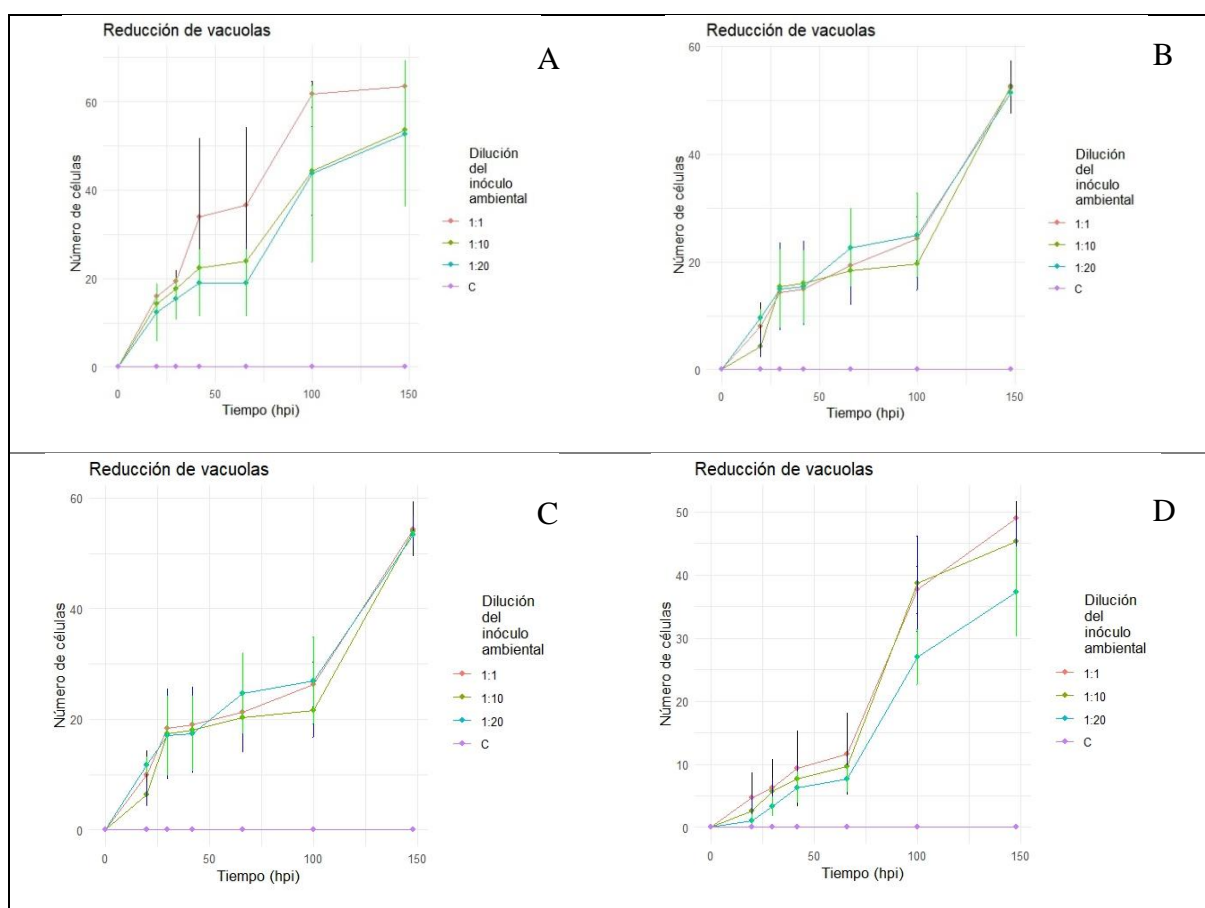 Reducción de vacuolas
A
Número de células
60
40
20
0
0
50
100
150
Tiempo (hpi)
Dilución
del
inóculo
ambiental
1:1
1:10
1:20
C
Reducción de vacuolas
B
Número de células
60
40
20
0
0
50
100
150
Tiempo (hpi)
Dilución
del
inóculo
ambiental
1:1
1:10
1:20
C
Reducción de vacuolas
C
Número de células
60
40
20
0
0
50
100
150
Tiempo (hpi)
Dilución
del
inóculo
ambiental
1:1
1:10
1:20
C
Reducción de vacuolas
D
Número de células
50
40
30
20
10
0
0
50
100
150
Tiempo (hpi)
Dilución
del
inóculo
ambiental
1:1
1:10
1:20
C